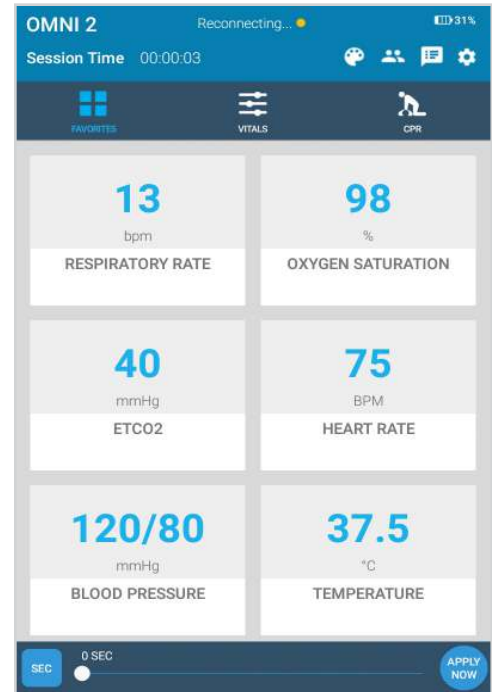 OMNI 2 Reconnecting... 31%
Session Time 00:00:03
FAVORITES VITALS CPR
13 98
bpm %
RESPIRATORY RATE OXYGEN SATURATION
40 75
mmHg BPM
ETCO2 HEART RATE
120/80 37.5
mmHg °C
BLOOD PRESSURE TEMPERATURE
0 SEC
SEC APPLY
NOW